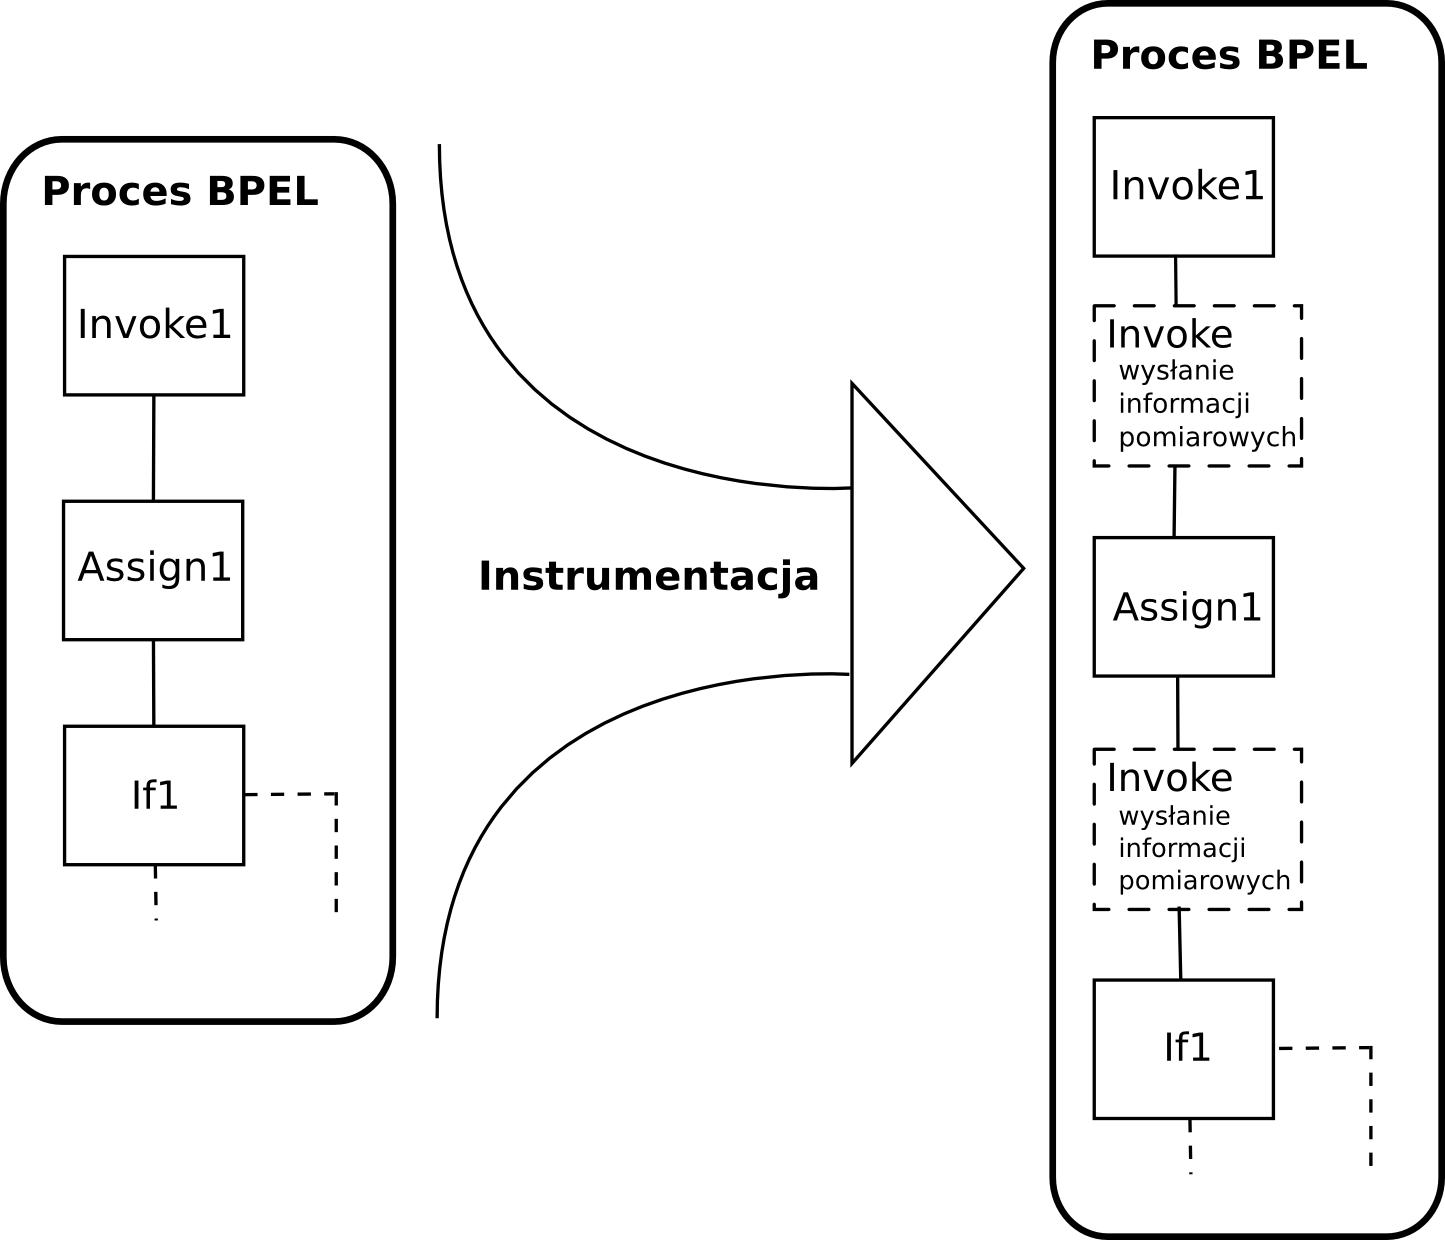 Proces BPEL
Invoke1
Assign1
If1
Instrumentacja
Proces BPEL
Invoke1
Invoke
wysłanie
informacji
pomiarowych
Assign1
Invoke
wysłanie
informacji
pomiarowych
If1